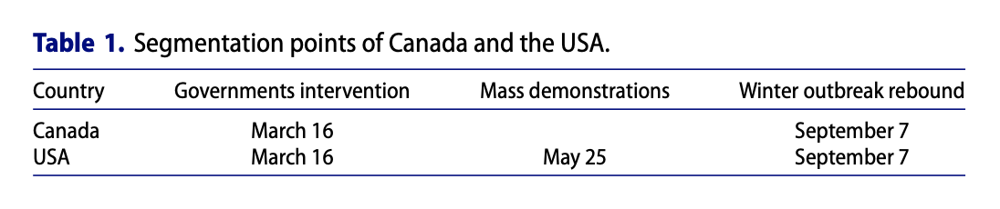 Table 1. Segmentation points of Canada and the USA.
Country Governments intervention Mass demonstrations Winter outbreak rebound
Canada March 16 September 7
USA March 16 May 25 September 7